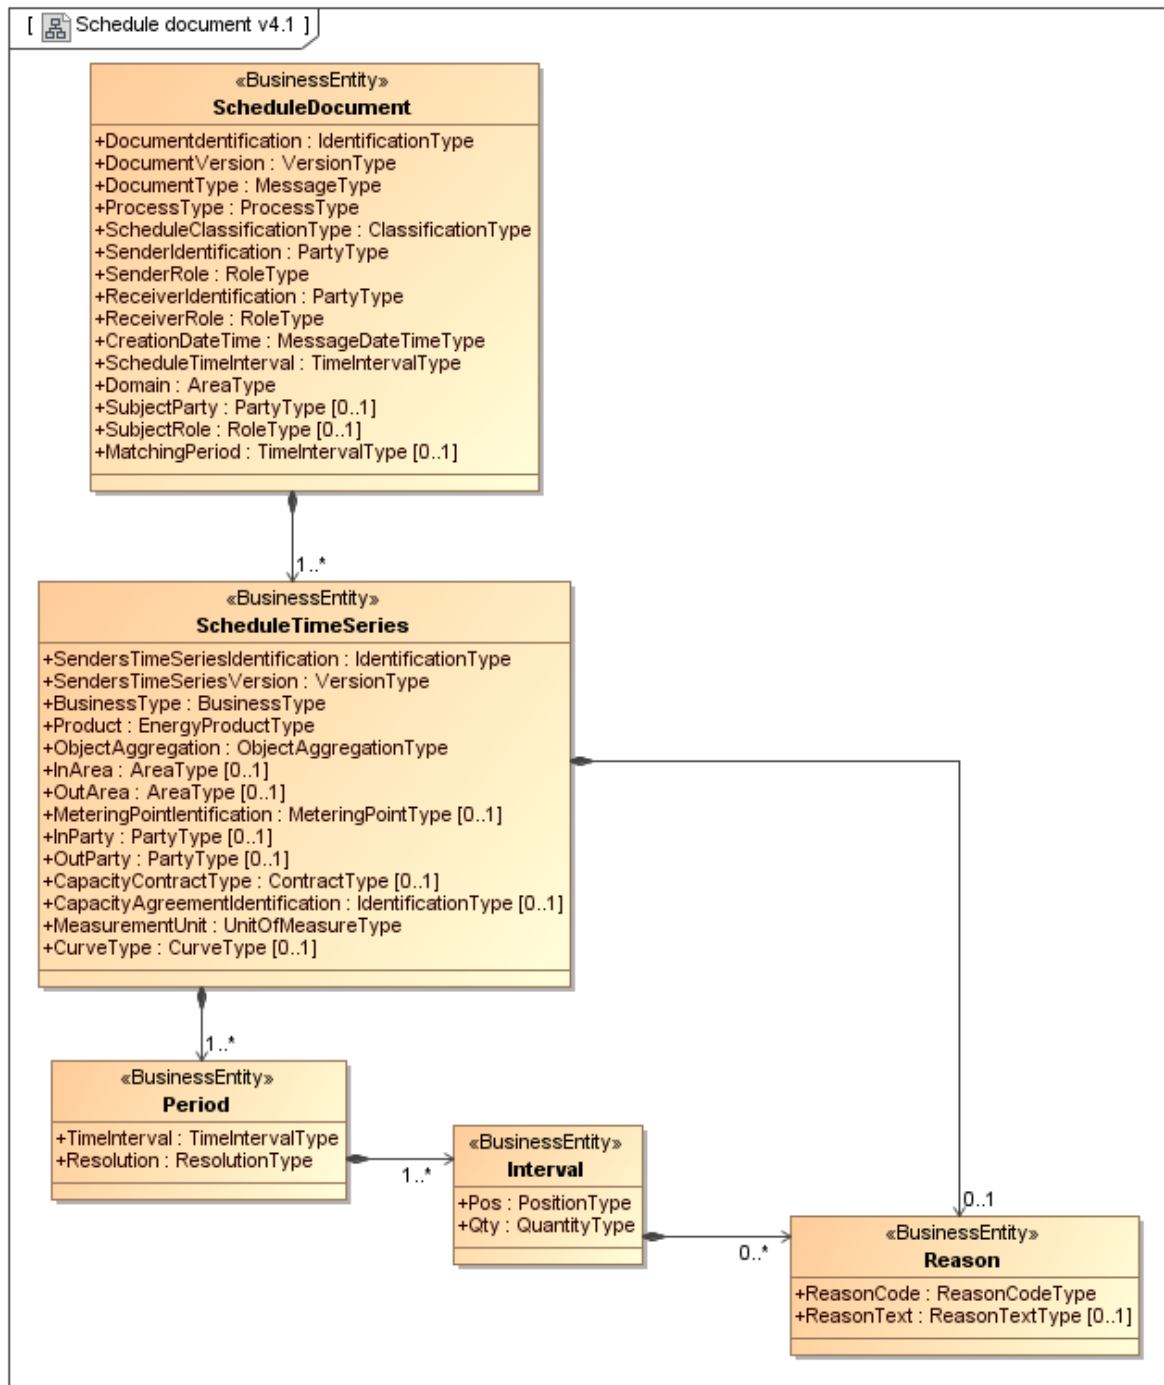 [ Schedule document v4.1 ]
«BusinessEntity»
ScheduleDocument
+Documentdentification : IdentificationType
+DocumentVersion : VersionType
+DocumentType : MessageType
+ProcessType : ProcessType
+ScheduleClassificationType : ClassificationType
+SenderIdentification : PartyType
+SenderRole : RoleType
+ReceiverIdentification : PartyType
+ReceiverRole : RoleType
+CreationDateTime : MessageDateTimeType
+ScheduleTimeInterval : TimeIntervalType
+Domain : AreaType
+SubjectParty : PartyType [0..1]
+SubjectRole : RoleType [0..1]
+MatchingPeriod : TimeIntervalType [0..1]
1..*
«BusinessEntity»
ScheduleTimeSeries
+SendersTimeSeriesIdentification : IdentificationType
+SendersTimeSeriesVersion : VersionType
+BusinessType : BusinessType
+Product : EnergyProductType
+ObjectAggregation : ObjectAggregationType
+InArea : AreaType [0..1]
+OutArea : AreaType [0..1]
+MeteringPointIentification : MeteringPointType [0..1]
+InParty : PartyType [0..1]
+OutParty : PartyType [0..1]
+CapacityContractType : ContractType [0..1]
+CapacityAgreementIdentification : IdentificationType [0..1]
+MeasurementUnit : UnitOfMeasureType
+CurveType : CurveType [0..1]
1..*
«BusinessEntity»
Period
+TimeInterval : TimeIntervalType
+Resolution : ResolutionType
1..*
«BusinessEntity»
Interval
+Pos : PositionType
+Qty : QuantityType
0..*
0..1
«BusinessEntity»
Reason
+ReasonCode : ReasonCodeType
+ReasonText : ReasonTextType [0..1]